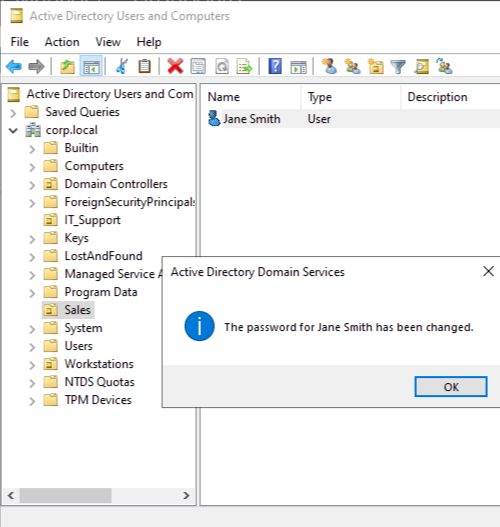 Active Directory Users and Computers
File Action View Help
Active Directory Users and Com
Saved Queries
corp.local
Builtin
Computers
Domain Controllers
ForeignSecurityPrincipals
IT_Support
Keys
LostAndFound
Managed Service A
Program Data
Sales
System
Users
Workstations
NTDS Quotas
TPM Devices
Name Type Description
Jane Smith User
Active Directory Domain Services
The password for Jane Smith has been changed.
OK